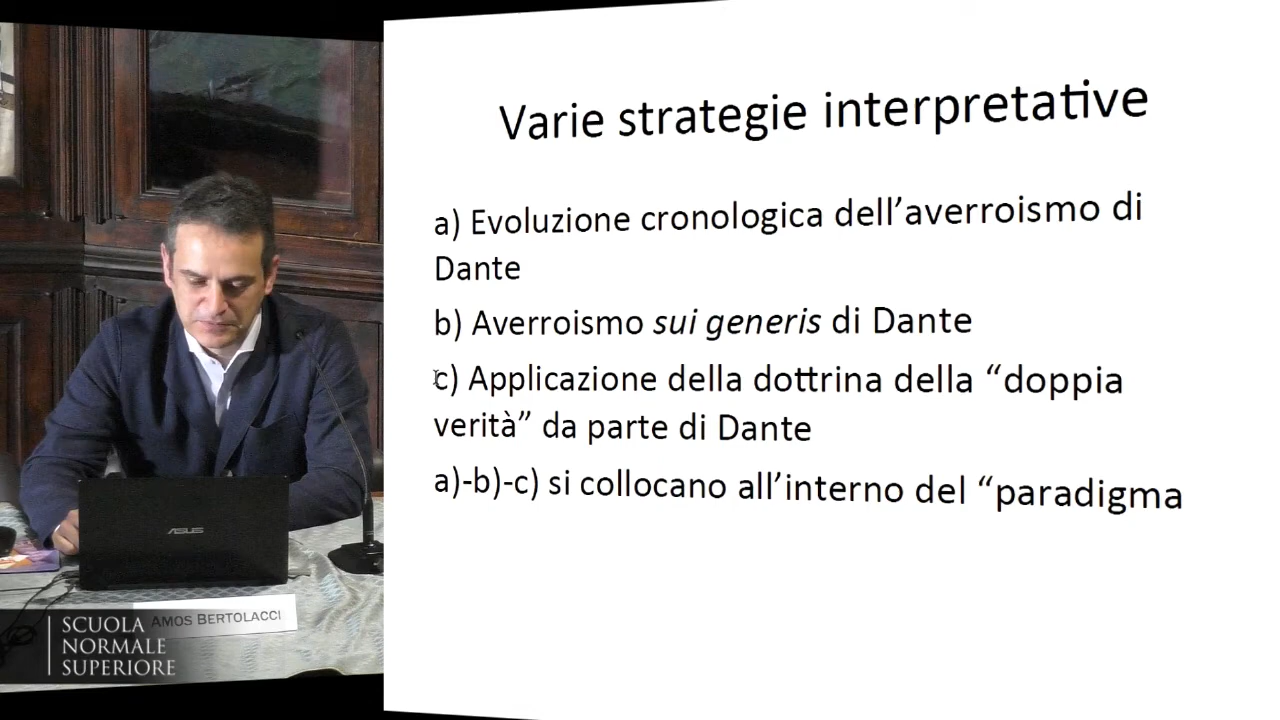 Varie strategie interpretative
a) Evoluzione cronologica dell’averroismo di
Dante
b) Averroismo sui generis di Dante
c) Applicazione della dottrina della “doppia
verità” da parte di Dante
a)-b)-c) si collocano all’interno del “paradigma
ASUS
AMOS BERTOLACCI
SCUOLA
NORMALE
SUPERIORE